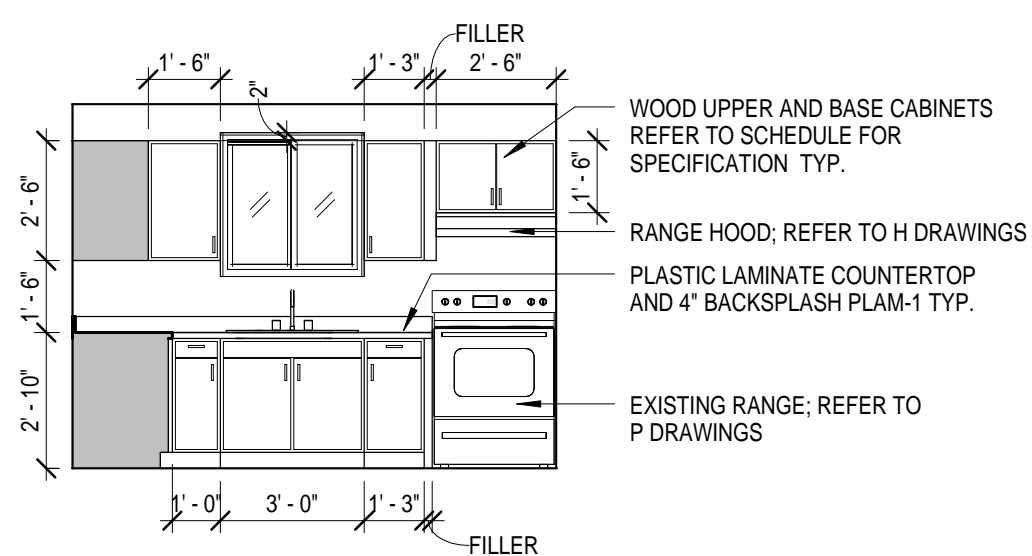 FILLER
1' - 6"
1' - 3"
2' - 6"
2"
WOOD UPPER AND BASE CABINETS
REFER TO SCHEDULE FOR
SPECIFICATION TYP.
2' - 6"
1' - 6"
RANGE HOOD; REFER TO H DRAWINGS
PLASTIC LAMINATE COUNTERTOP
AND 4" BACKSPLASH PLAM-1 TYP.
1' - 6"
2' - 10"
EXISTING RANGE; REFER TO
P DRAWINGS
1' - 0"
3' - 0"
1' - 3"
FILLER